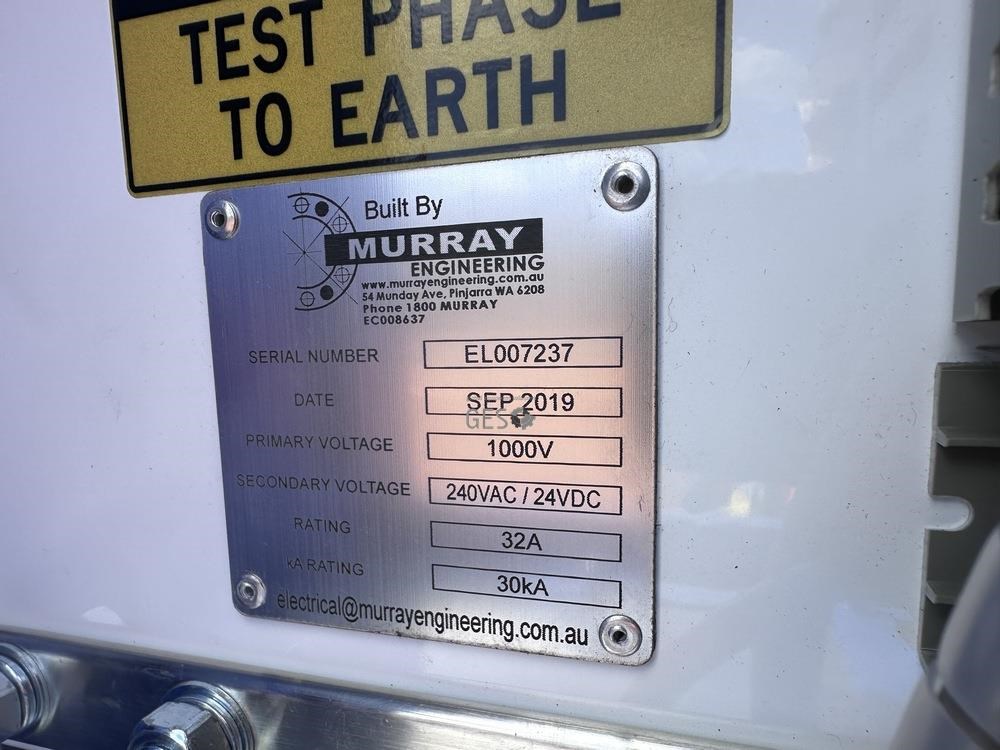 TEST PHASE
TO EARTH
Built By
MURRAY
ENGINEERING
www.murrayengineering.com.au
54 Munday Ave, Pinjarra WA 6208
Phone 1800 MURRAY
EC008637
SERIAL NUMBER EL007237
DATE SEP 2019
GES
PRIMARY VOLTAGE 1000V
SECONDARY VOLTAGE 240VAC / 24VDC
RATING 32A
kA RATING 30kA
electrical@murrayengineering.com.au